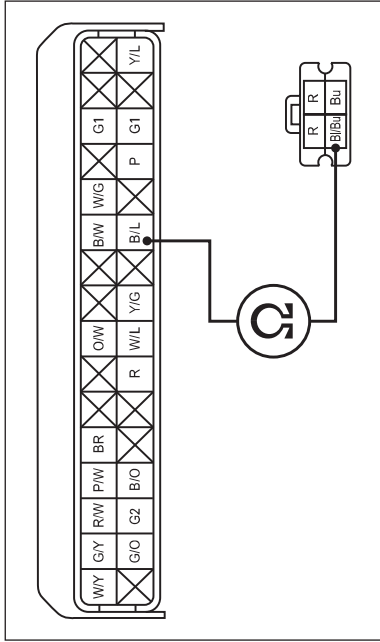 W/Y G/Y R/W P/W BR O/W B/W W/G G1
G/O G2 B/O R W/L Y/G B/L P G1 Y/L
Ω
R R
Bl/Bu Bu